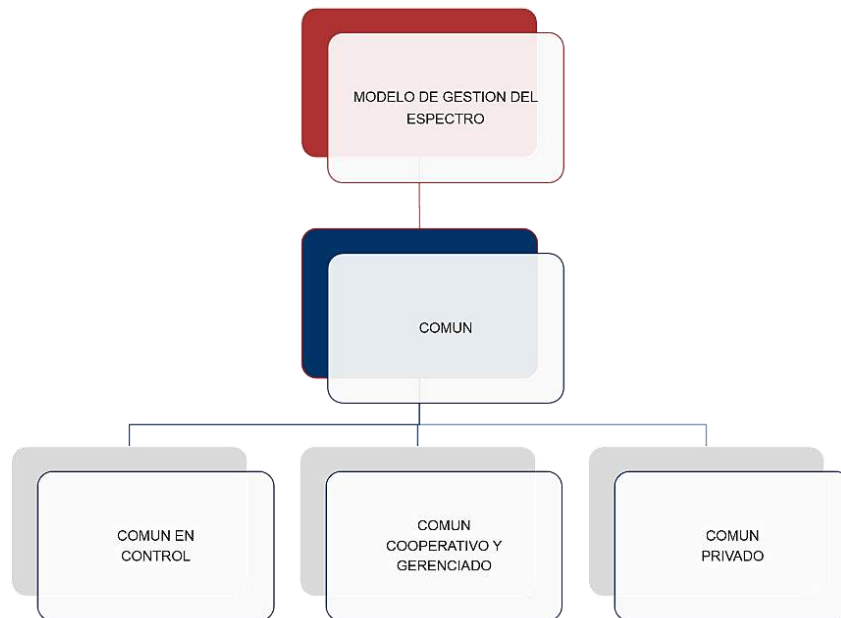 MODELO DE GESTION DEL
ESPECTRO
COMUN
COMUN EN
CONTROL
COMUN
COOPERATIVO Y
GERENCIADO
COMUN
PRIVADO